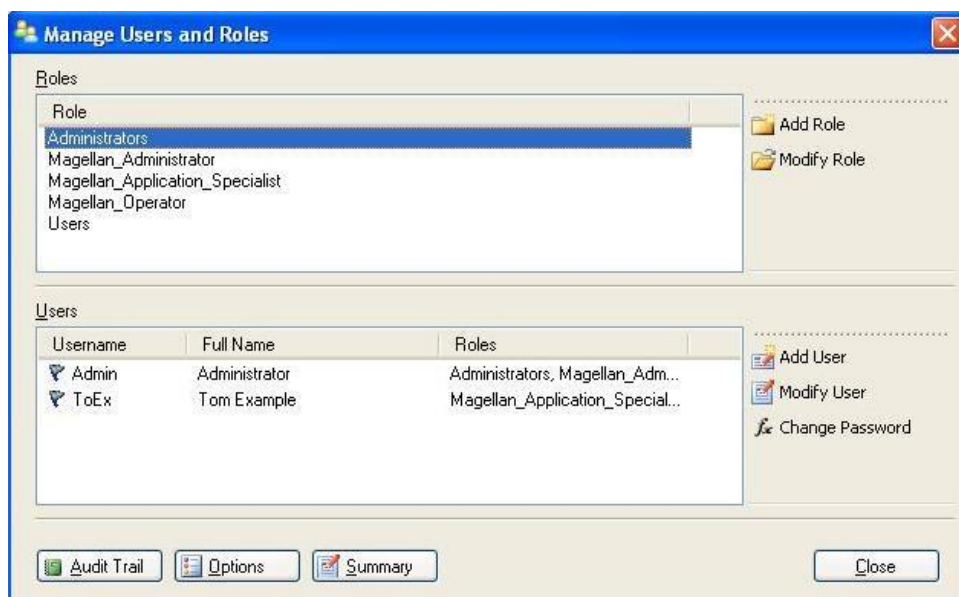 Manage Users and Roles
Roles
Role
Administrators
Magellan_Administrator
Magellan_Application_Specialist
Magellan_Operator
Users
Add Role
Modify Role
Users
Username Full Name Roles
Admin Administrator Administrators, Magellan_Adm...
ToEx Tom Example Magellan_Application_Special...
Add User
Modify User
fx Change Password
Audit Trail Options Summary Close